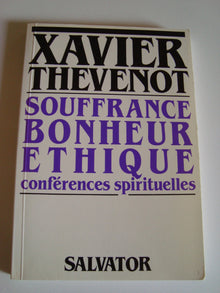 XAVIER
THEVENOT
SOUFFRANCE
BONHEUR
ETHIQUE
conférences spirituelles
SALVATOR